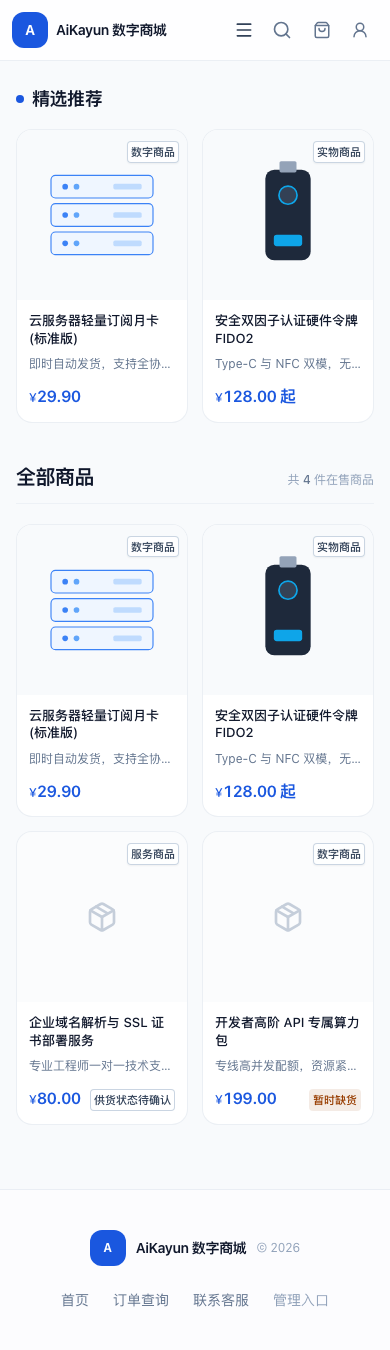 A
AiKayun 数字商城
精选推荐
数字商品
云服务器轻量订阅月卡
(标准版)
即时自动发货，支持全协...
¥29.90
实物商品
安全双因子认证硬件令牌
FIDO2
Type-C 与 NFC 双模，无...
¥128.00 起
全部商品
共 4 件在售商品
数字商品
云服务器轻量订阅月卡
(标准版)
即时自动发货，支持全协...
¥29.90
实物商品
安全双因子认证硬件令牌
FIDO2
Type-C 与 NFC 双模，无...
¥128.00 起
服务商品
企业域名解析与 SSL 证
书部署服务
专业工程师一对一技术支...
¥80.00 供货状态待确认
数字商品
开发者高阶 API 专属算力
包
专线高并发配额，资源紧...
¥199.00 暂时缺货
A
AiKayun 数字商城 © 2026
首页 订单查询 联系客服 管理入口